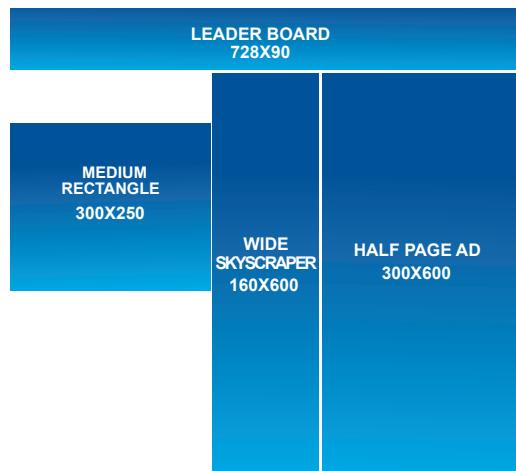 LEADER BOARD
728X90
MEDIUM
RECTANGLE
300X250
WIDE
SKYSCRAPER
160X600
HALF PAGE AD
300X600